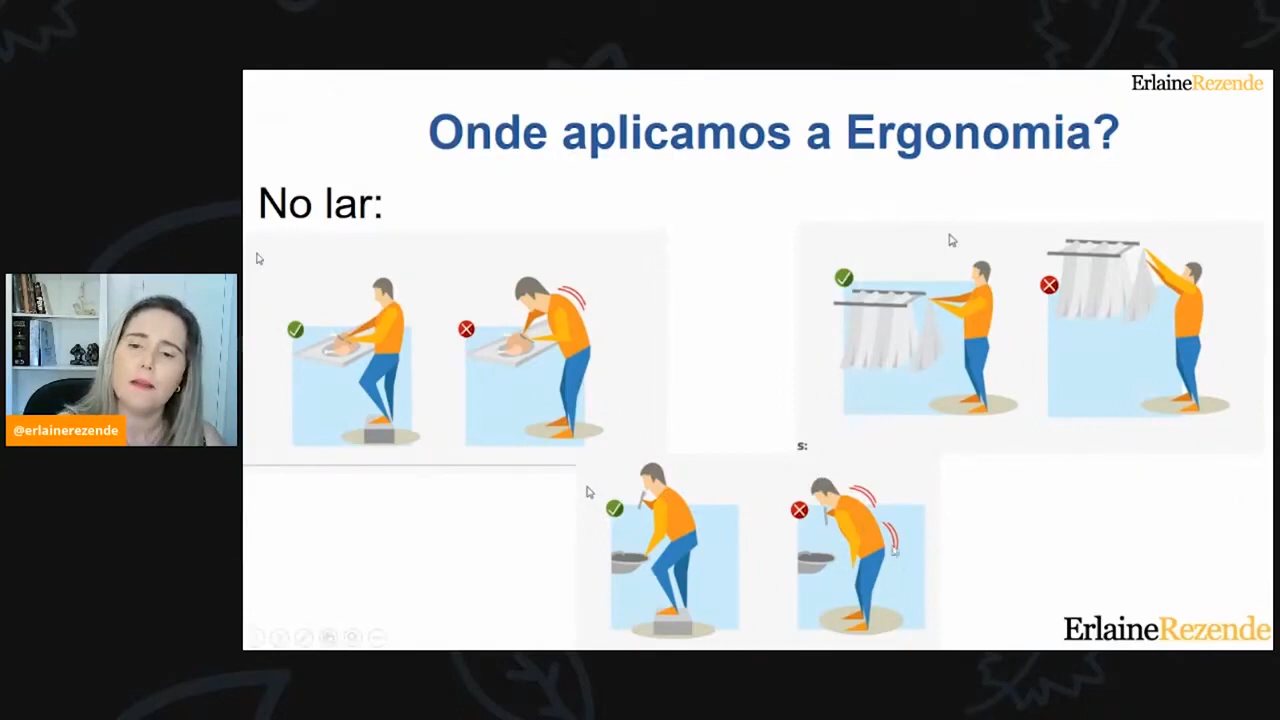 ErlaineRezende
Onde aplicamos a Ergonomia?
No lar:
@erlainerezende
s:
ErlaineRezende